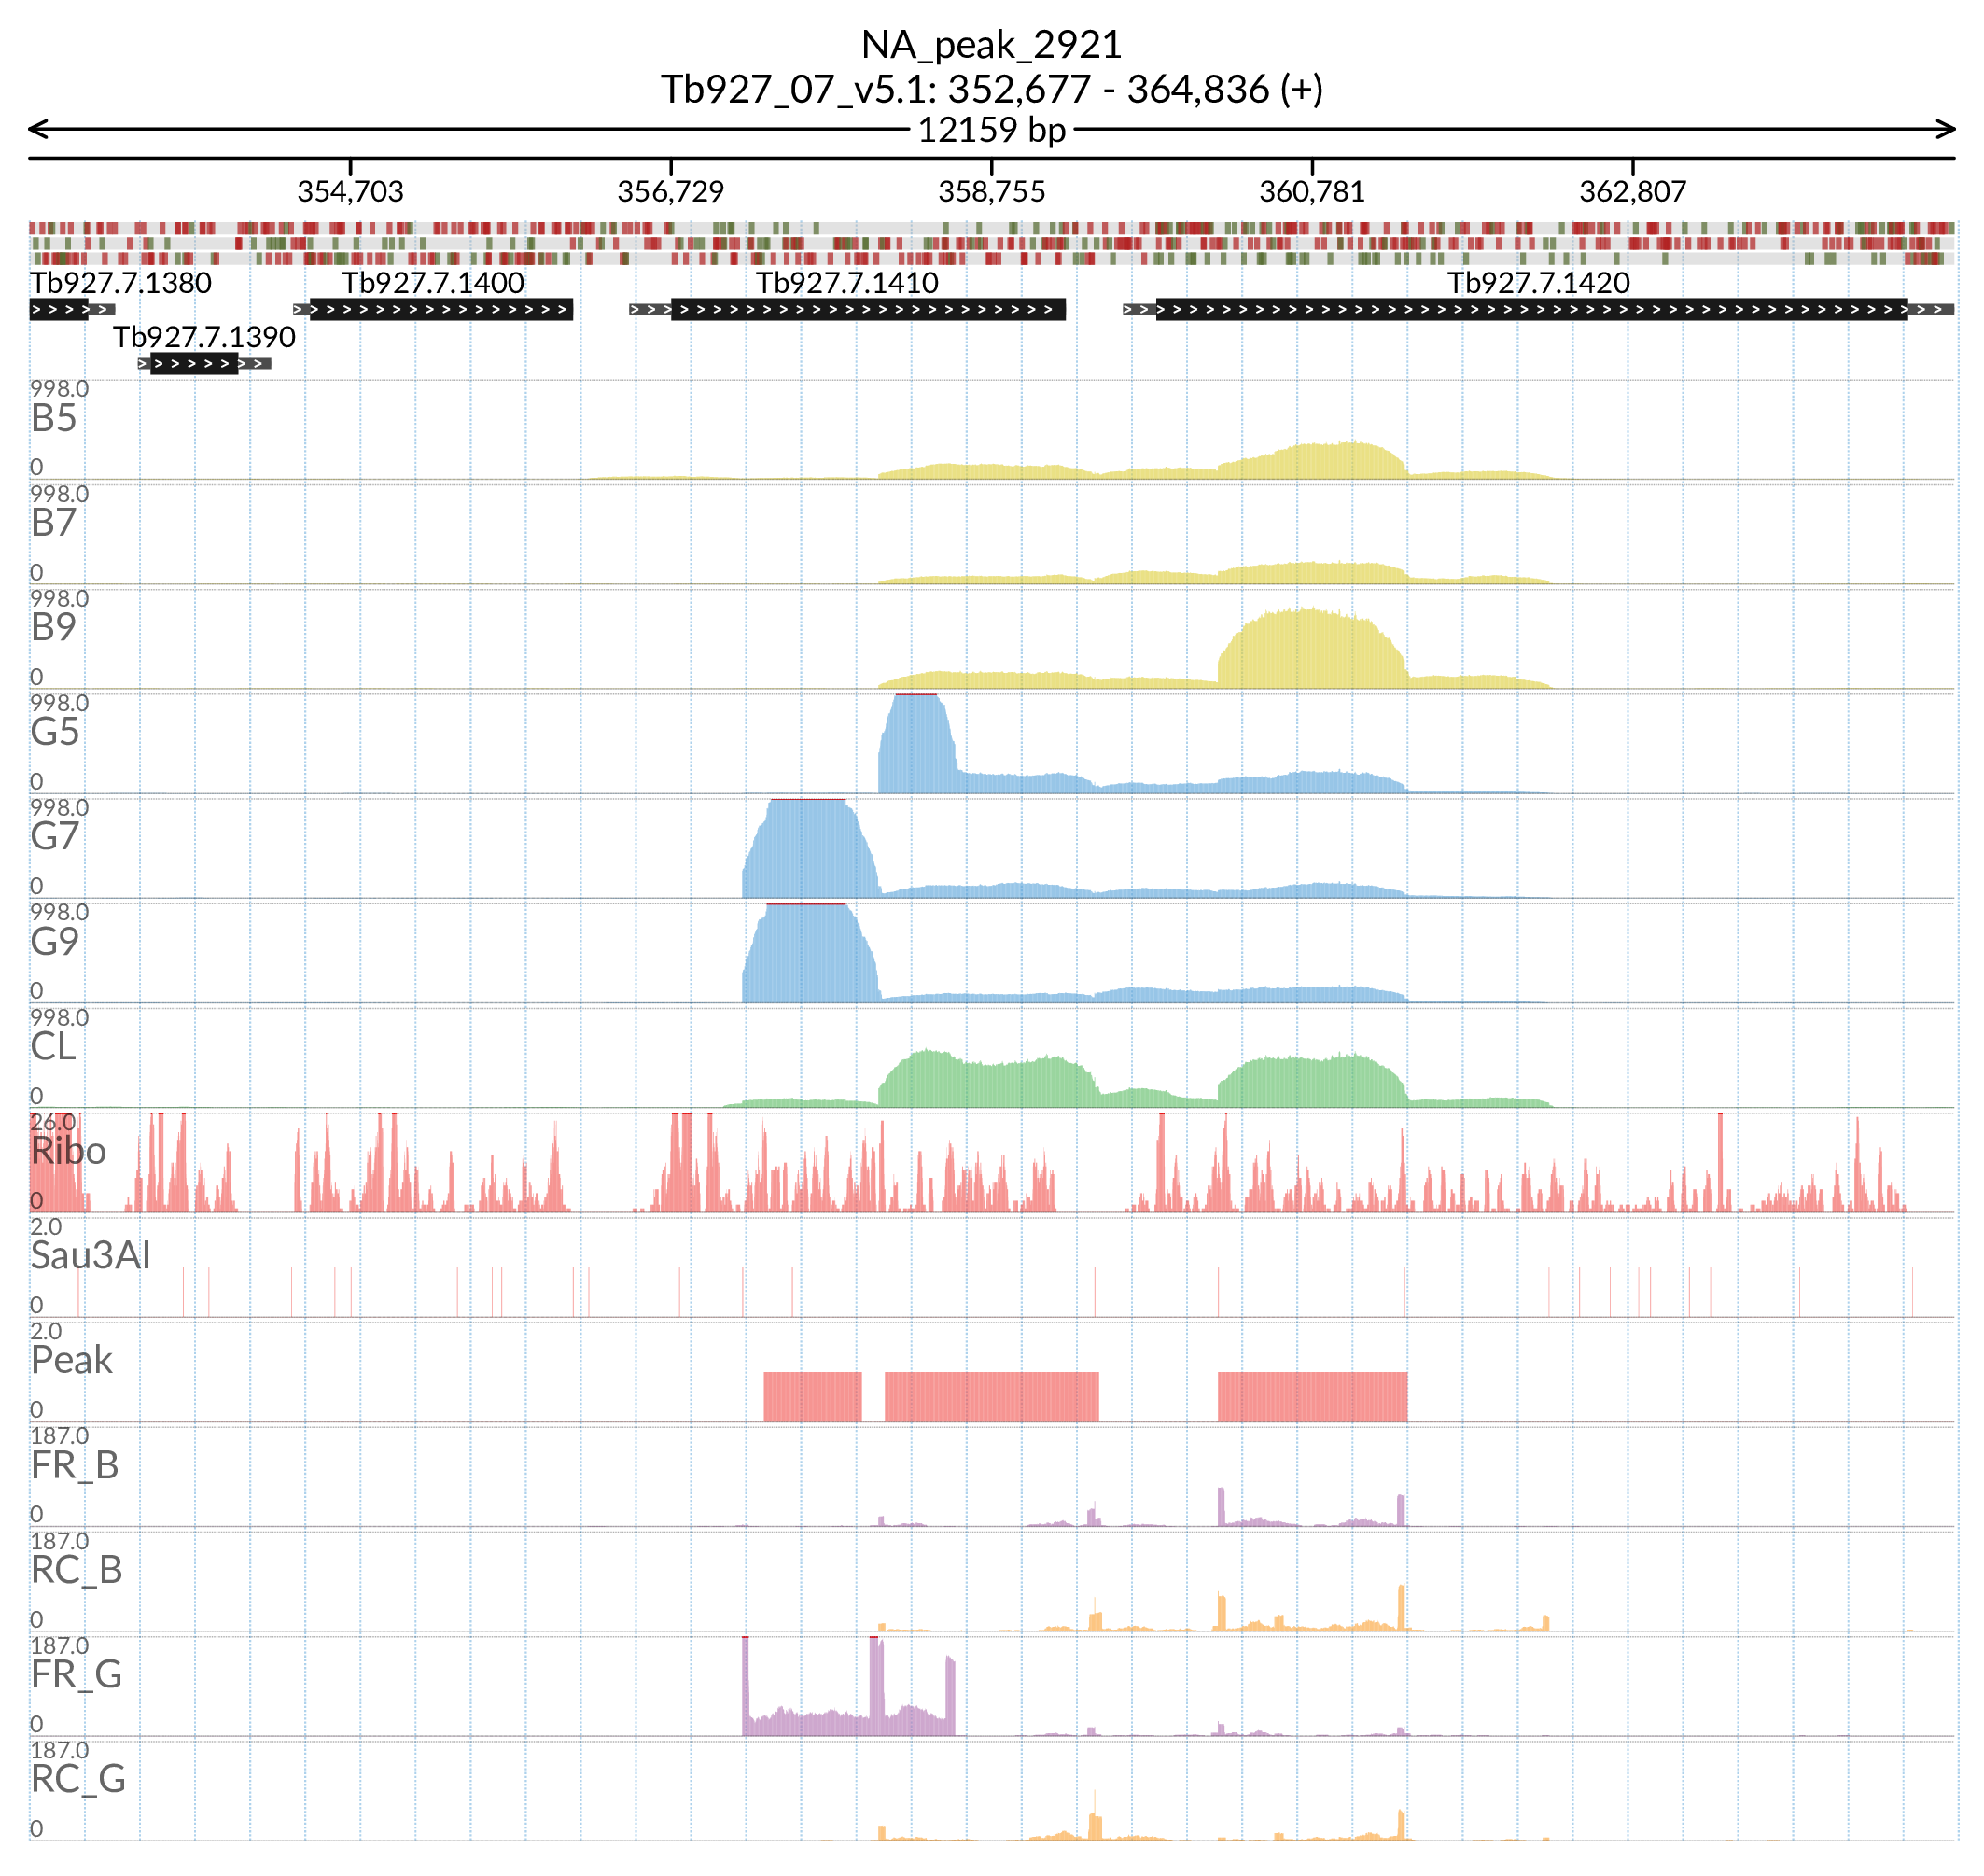 NA_peak_2921
Tb927_07_v5.1: 352,677 - 364,836 (+)
12159 bp
354,703 356,729 358,755 360,781 362,807
Tb927.7.1380 Tb927.7.1400 Tb927.7.1410 Tb927.7.1420
Tb927.7.1390
998.0
B5
0
998.0
B7
0
998.0
B9
0
998.0
G5
0
998.0
G7
0
998.0
G9
0
998.0
CL
0
26.0
Ribo
0
2.0
Sau3AI
0
2.0
Peak
0
187.0
FR_B
0
187.0
RC_B
0
187.0
FR_G
0
187.0
RC_G
0